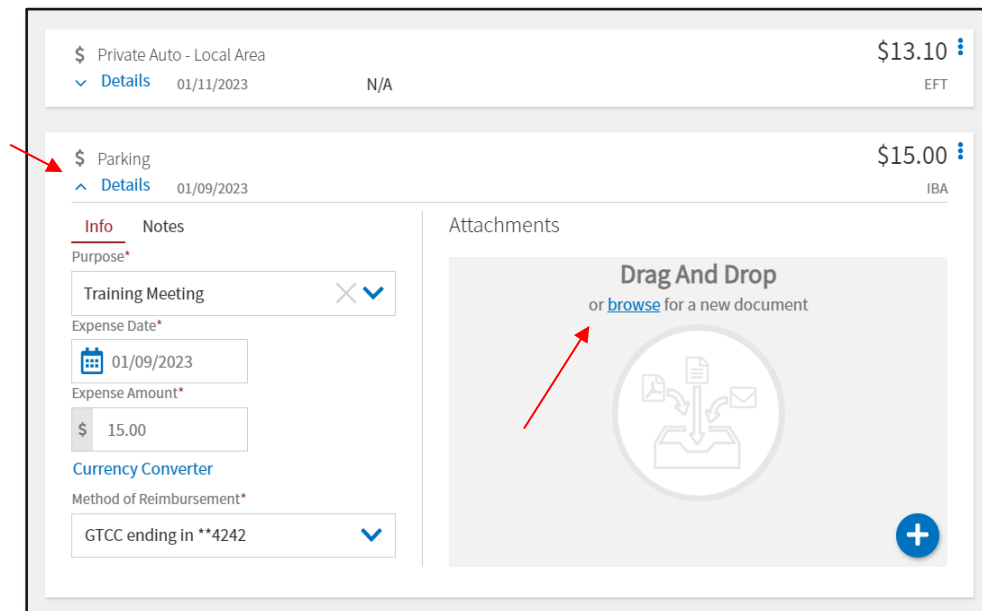 $ Private Auto - Local Area $13.10
Details 01/11/2023 N/A EFT
$ Parking $15.00
Details 01/09/2023 IBA
Info Notes
Purpose*
Training Meeting
Expense Date*
01/09/2023
Expense Amount*
$ 15.00
Currency Converter
Method of Reimbursement*
GTCC ending in **4242
Attachments
Drag And Drop
or browse for a new document